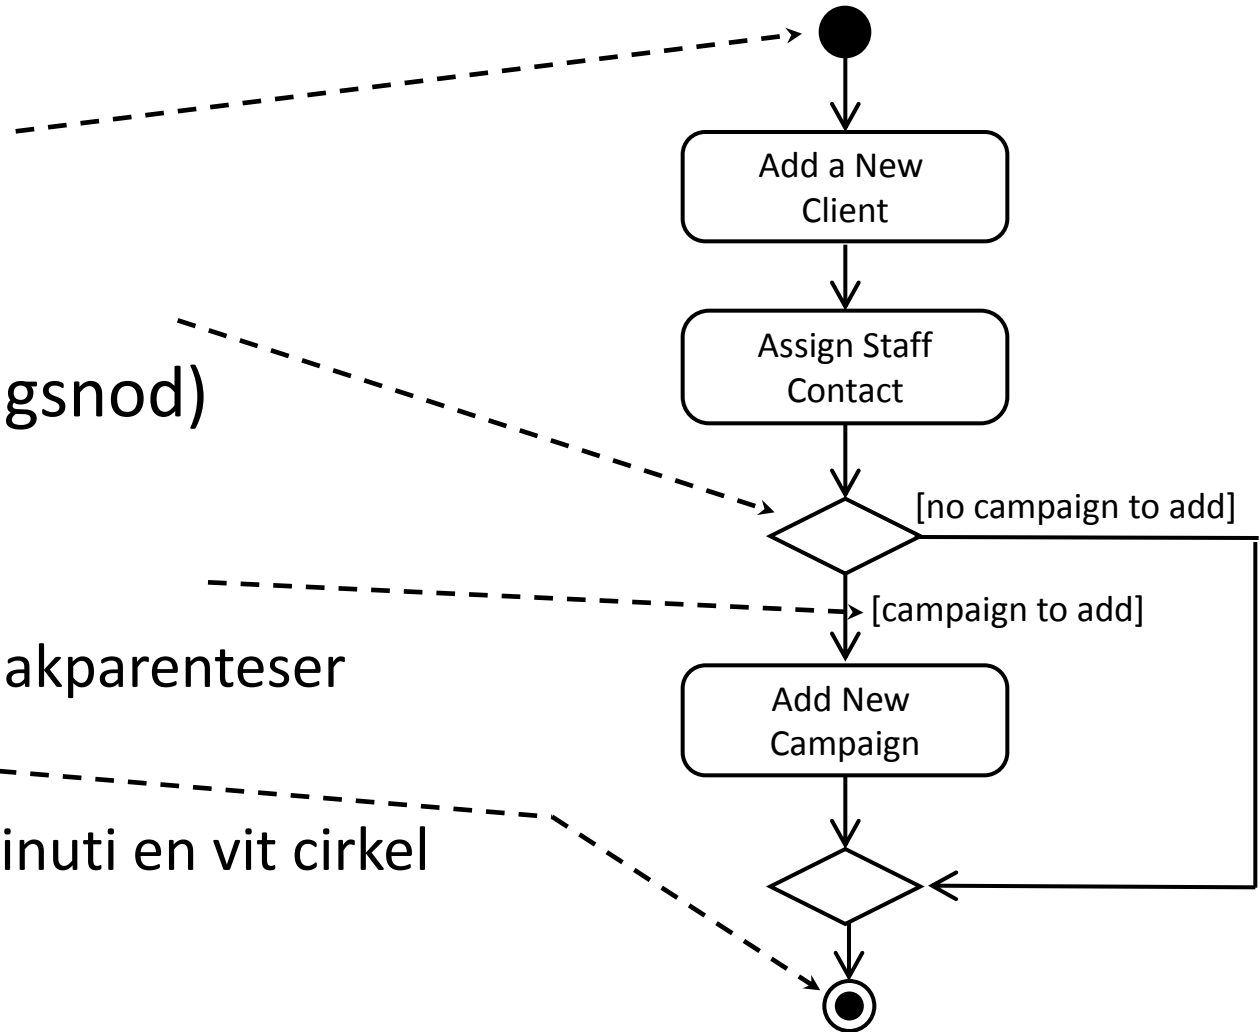 Add a New
Client
Assign Staff
Contact
gsnod)
[no campaign to add]
[campaign to add]
akparenteser
Add New
Campaign
inuti en vit cirkel